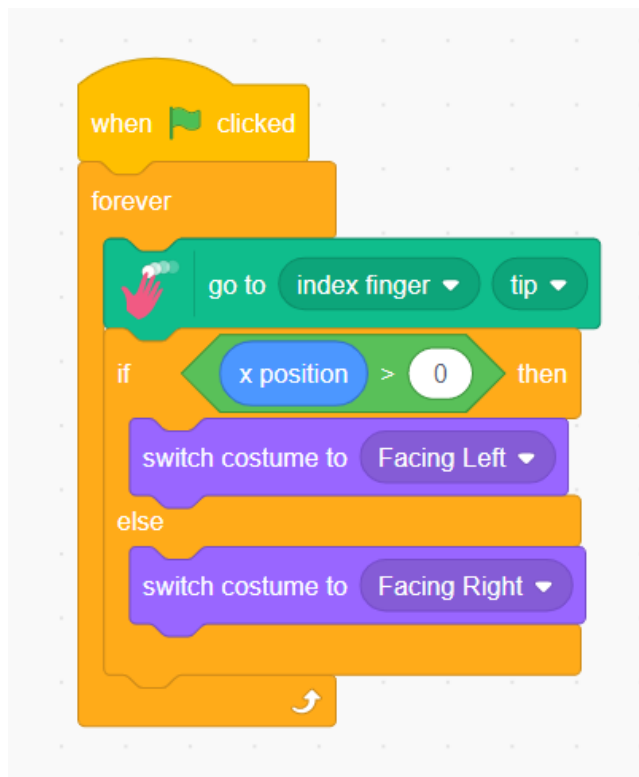 when clicked
forever
go to index finger tip
if x position > 0 then
switch costume to Facing Left
else
switch costume to Facing Right